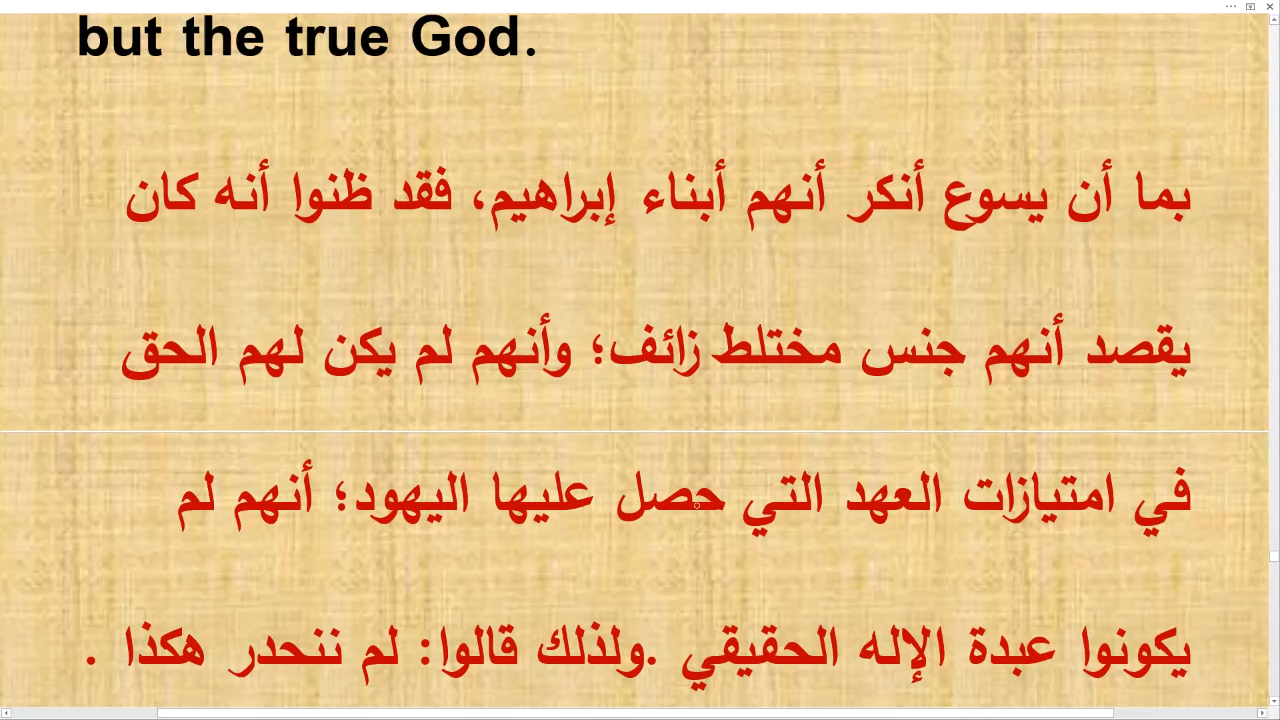 but the true God.
بما أن يسوع أنكر أنهم أبناء إبراهيم، فقد ظنوا أنه كان
يقصد أنهم جنس مختلط زائف؛ وأنهم لم يكن لهم الحق
في امتيازات العهد التي حصل عليها اليهود؛ أنهم لم
يكونوا عبدة الإله الحقيقي .ولذلك قالوا: لم ننحدر هكذا .